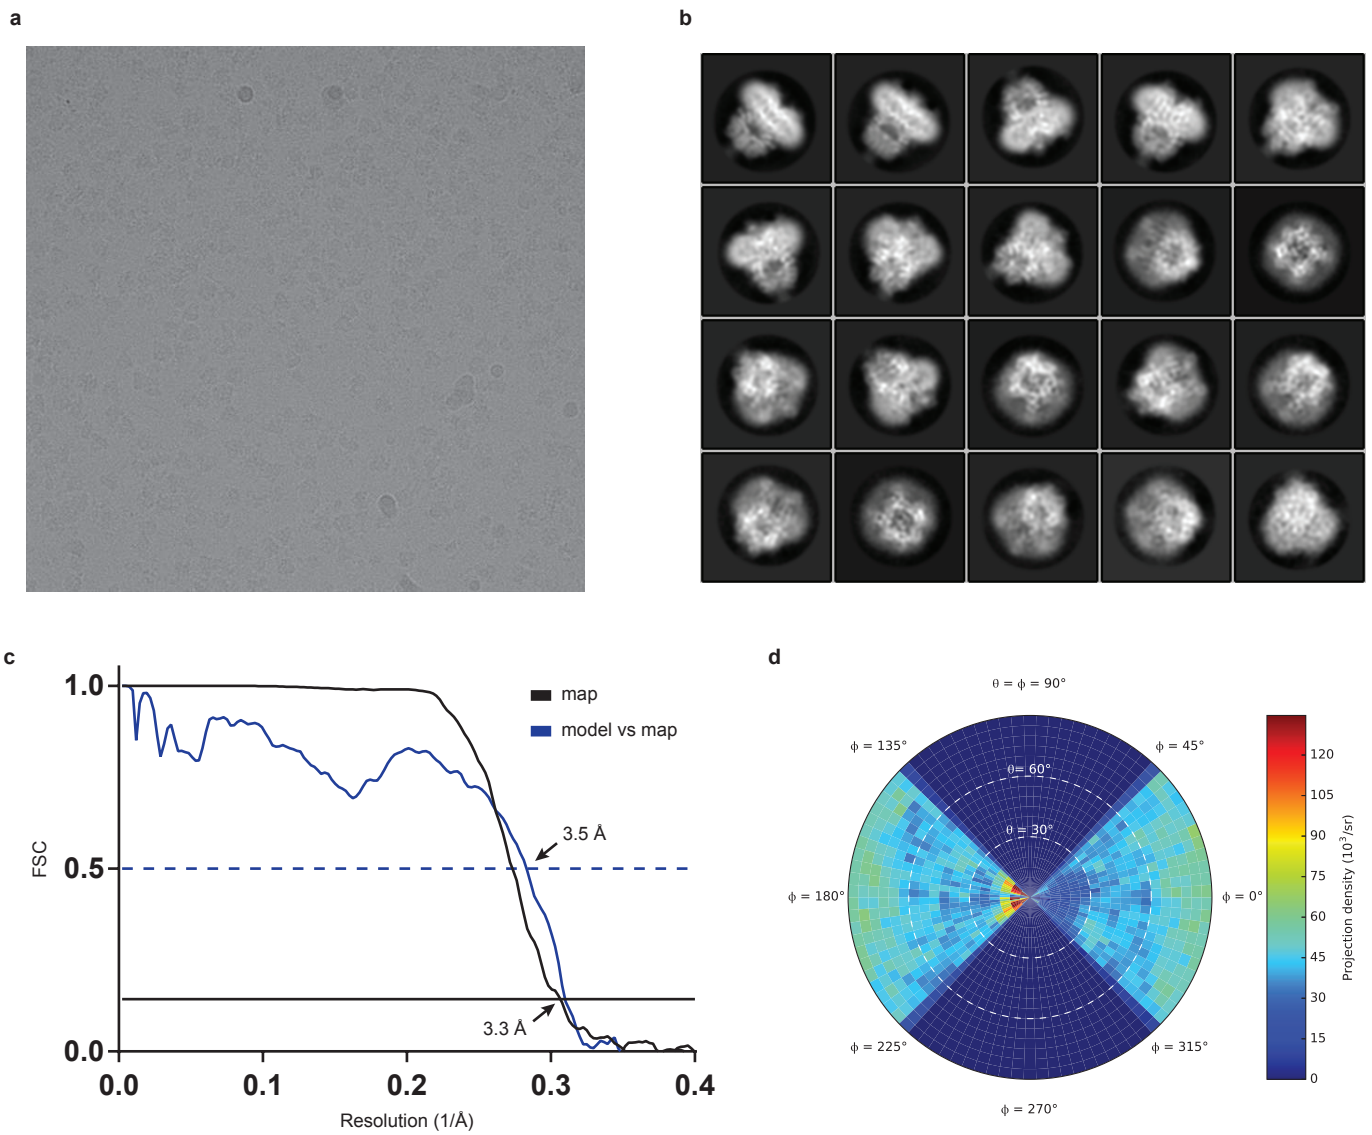 a
b
c
1.0
0.5
0.0
FSC
map
model vs map
3.5 Å
3.3 Å
0.0 0.1 0.2 0.3 0.4
Resolution (1/Å)
d
θ = ϕ = 90°
ϕ = 135°
ϕ = 45°
θ= 60°
θ = 30°
ϕ = 180°
ϕ = 0°
ϕ = 225°
ϕ = 315°
ϕ = 270°
120
105
90
75
60
45
30
15
0
Projection density (10³/sr)